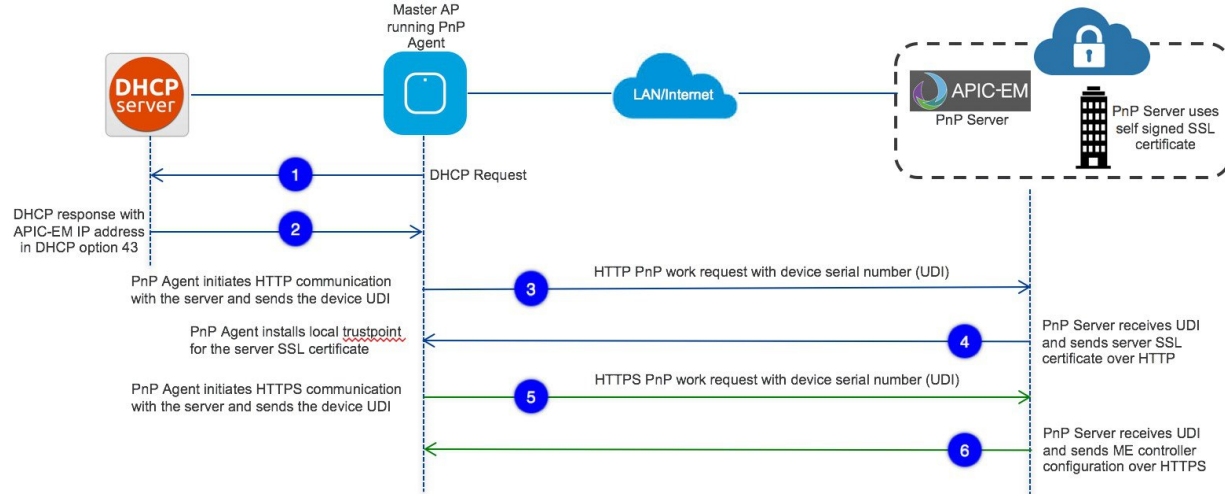 Master AP
running PnP
Agent
DHCP
server
LAN/Internet
APIC-EM
PnP Server
PnP Server uses
self signed SSL
certificate
1
DHCP Request
DHCP response with
APIC-EM IP address
in DHCP option 43
2
PnP Agent initiates HTTP communication
with the server and sends the device UDI
3
HTTP PnP work request with device serial number (UDI)
PnP Agent installs local trustpoint
for the server SSL certificate
4
PnP Server receives UDI
and sends server SSL
certificate over HTTP
PnP Agent initiates HTTPS communication
with the server and sends the device UDI
5
HTTPS PnP work request with device serial number (UDI)
6
PnP Server receives UDI
and sends ME controller
configuration over HTTPS